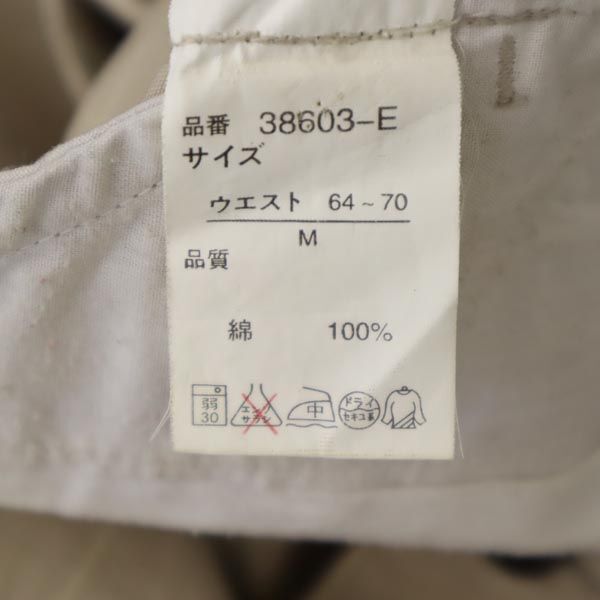 品番 38603-E
サイズ
ウエスト 64~70
M
品質
綿 100%
弱 エンソ 中 ドライ
30 サラシ セキユ系